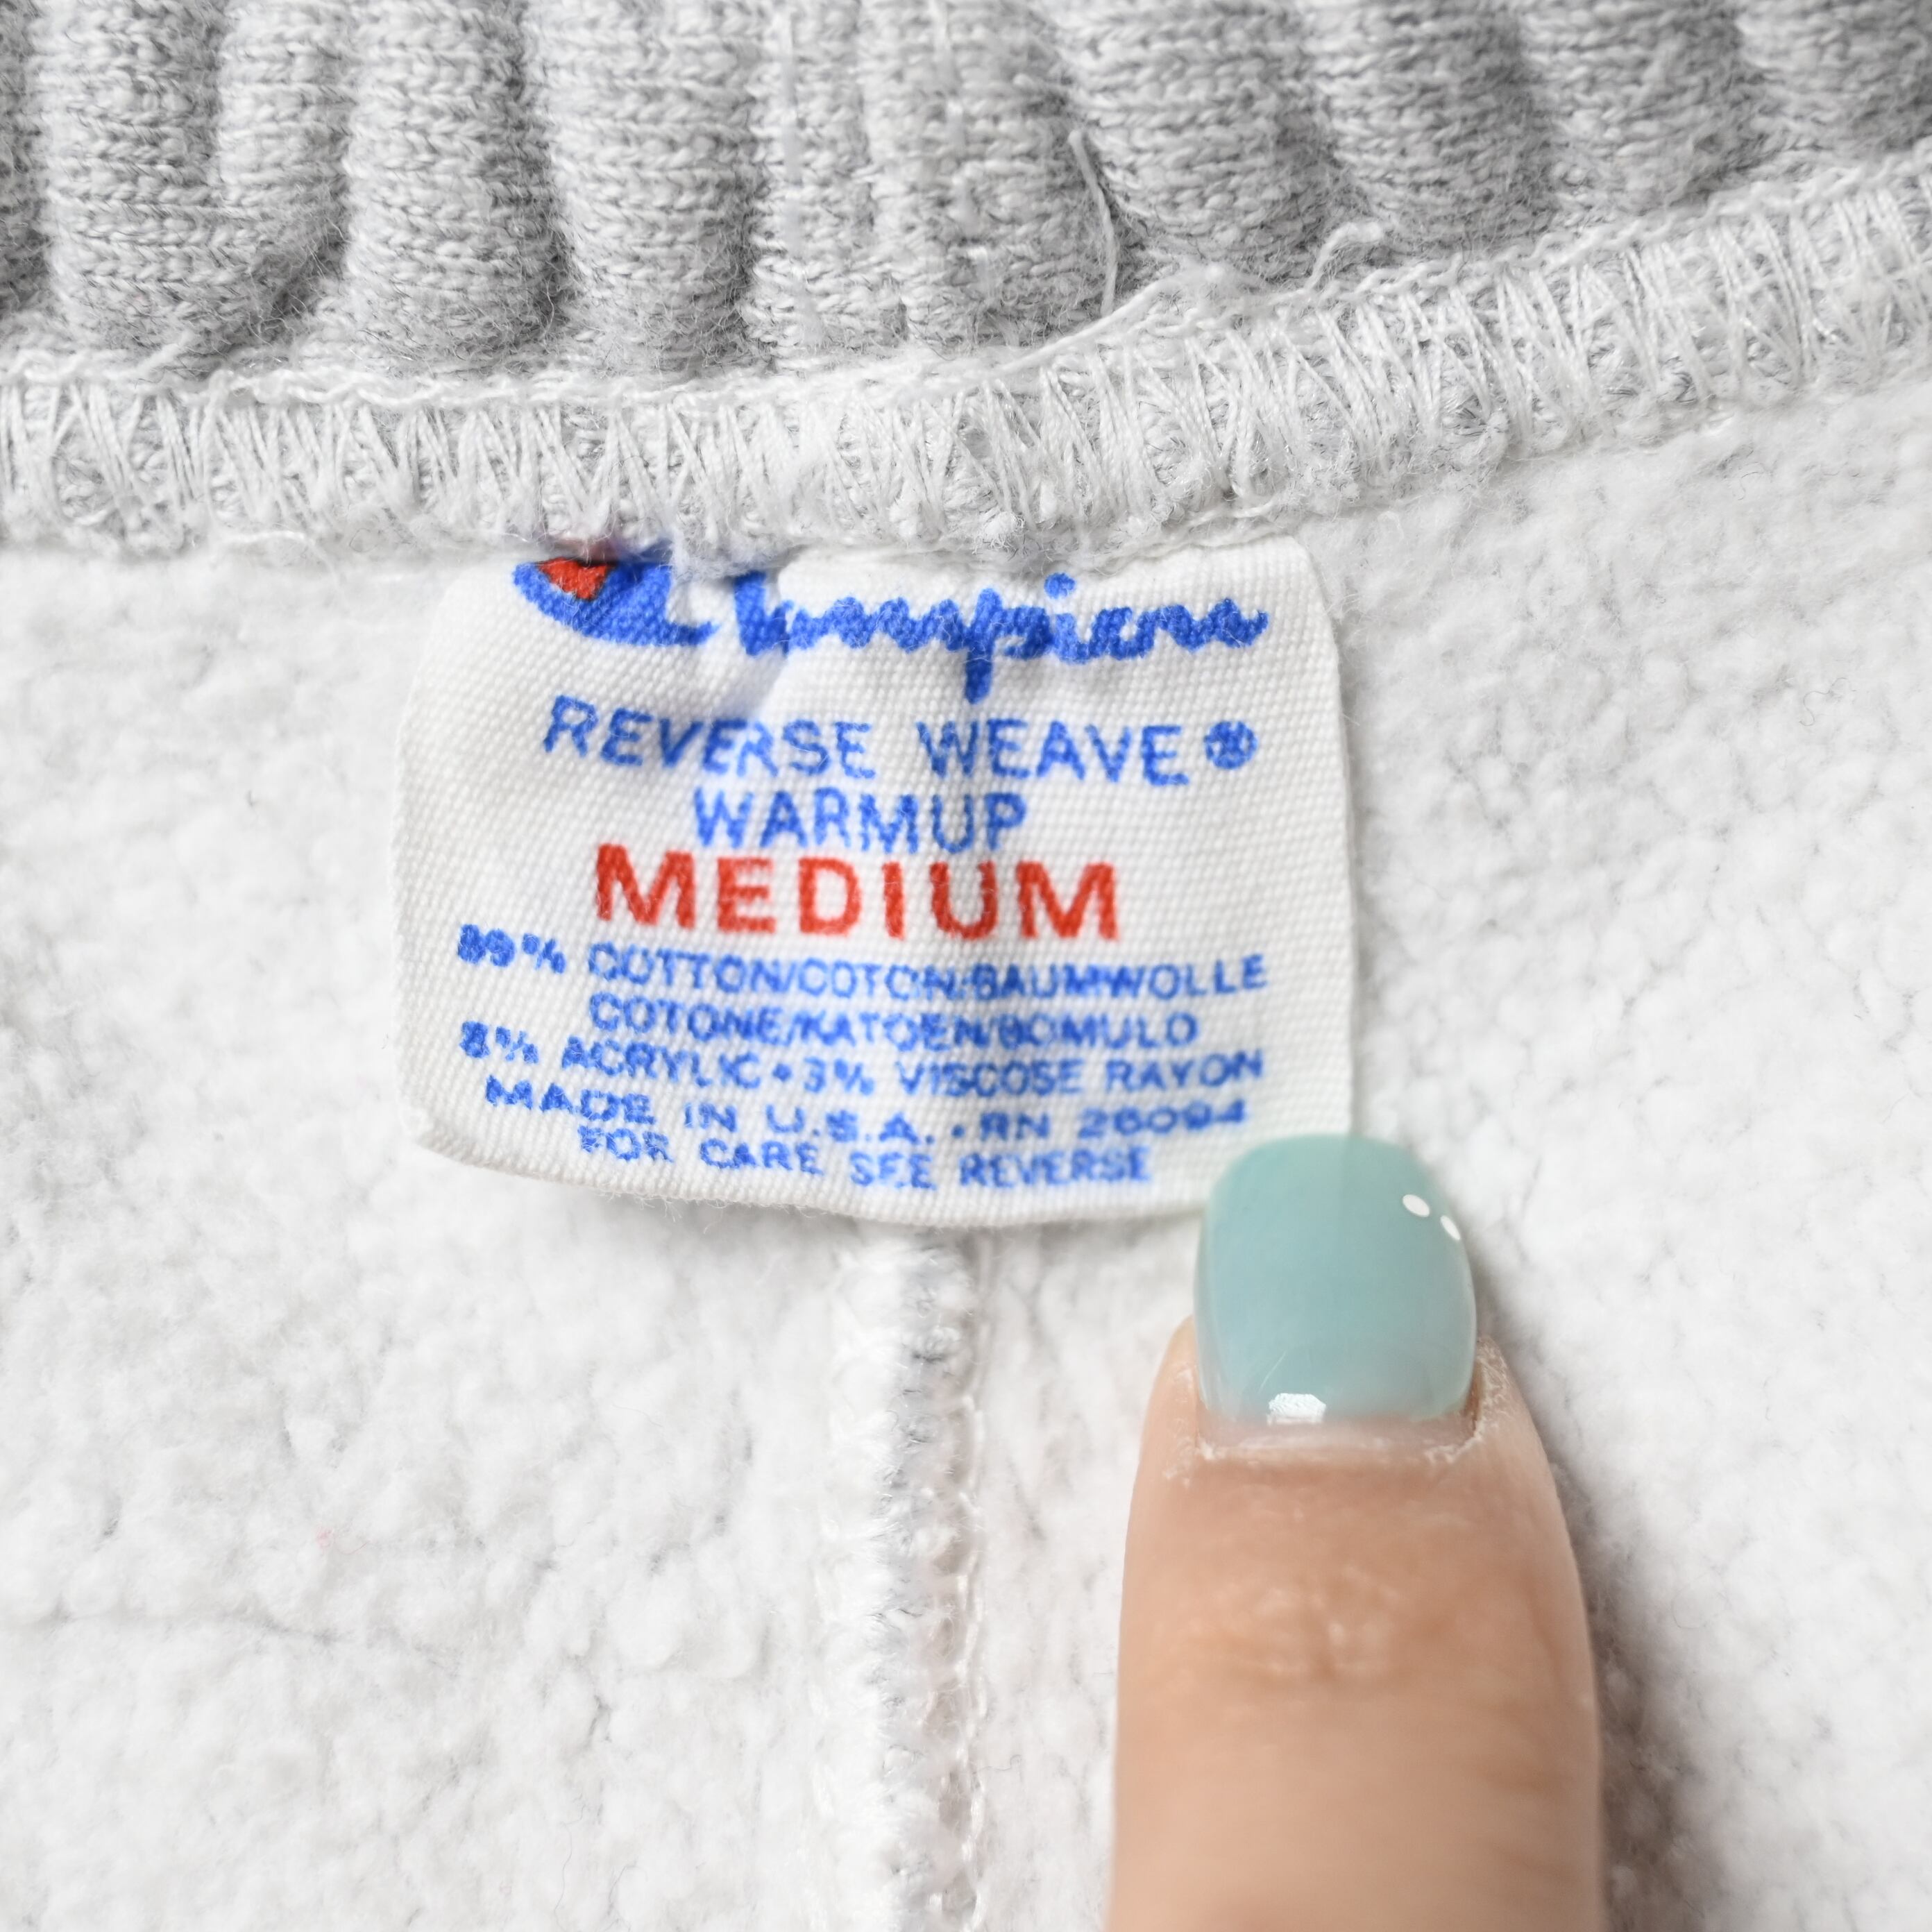 Champion
REVERSE WEAVE®
WARMUP
MEDIUM
89% COTTON/COTON/BAUMWOLLE
COTONE/KATOEN/BOMULD
8% ACRYLIC • 3% VISCOSE RAYON
MADE IN U.S.A. • RN 26094
FOR CARE SEE REVERSE